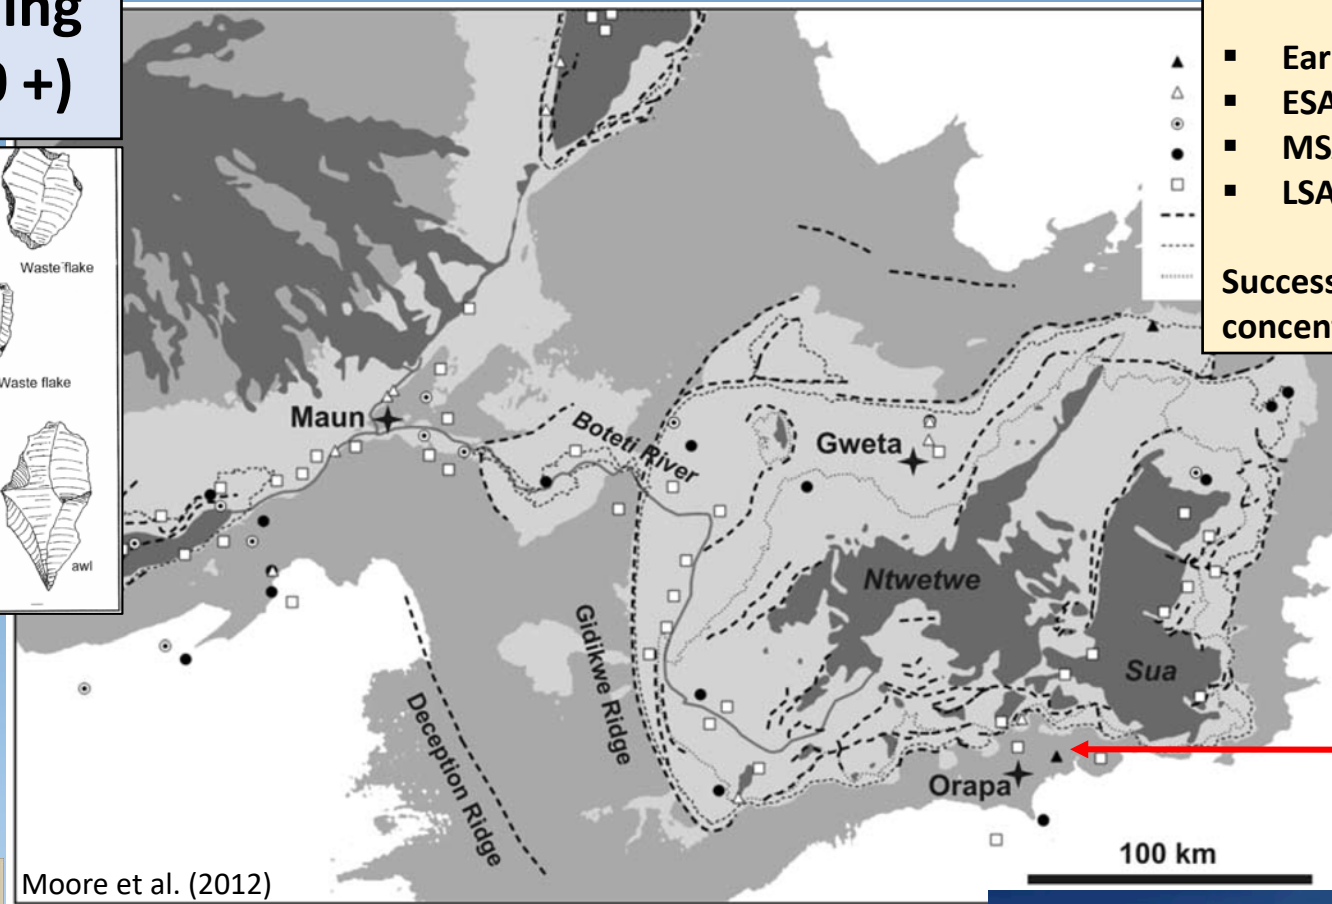 ing
+)
Waste flake
Waste flake
awl
Ear
ESA
MS
LSA
Success
concent
Maun
Boteti River
Gweta
Ntwetwe
Sua
Gidikwe Ridge
Deception Ridge
Orapa
100 km
Moore et al. (2012)